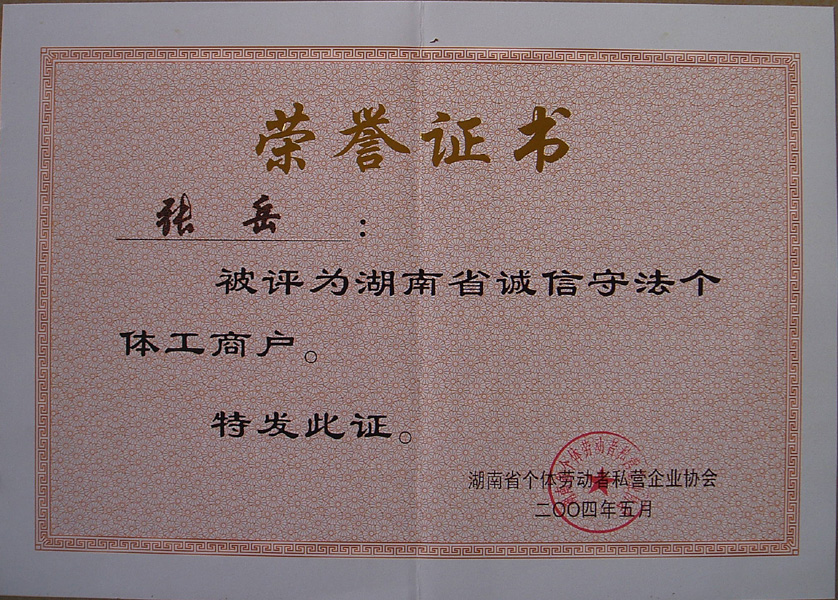 荣誉证书
张 岳：
被评为湖南省诚信守法个
体工商户。
特发此证。
湖南省个体劳动者私营企业协会
二〇〇四年五月